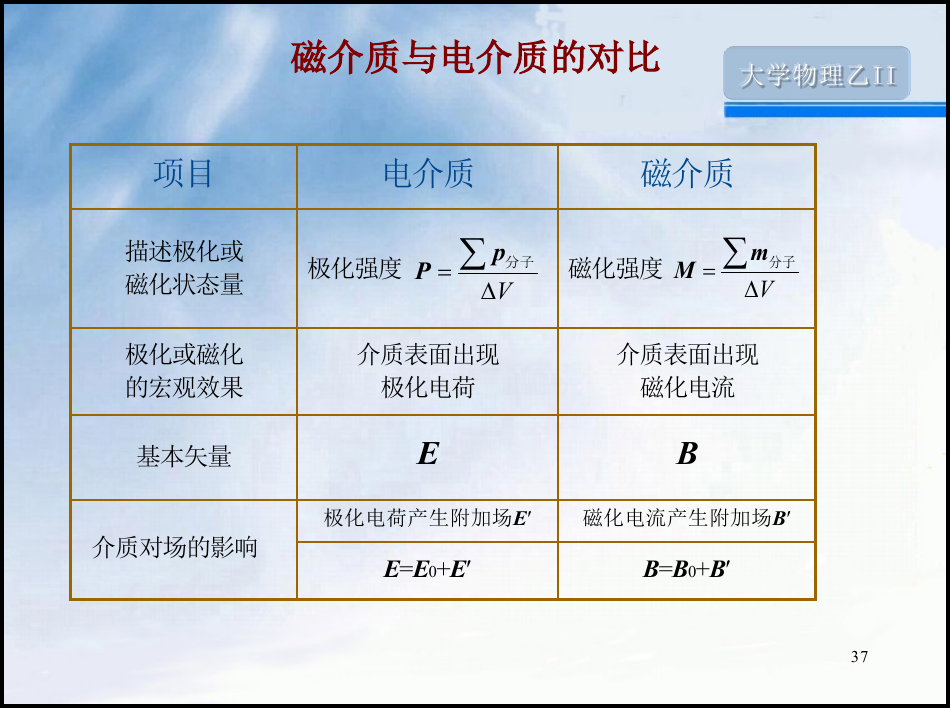 磁介质与电介质的对比
大学物理乙II
项目 电介质 磁介质
描述极化或
磁化状态量
极化强度 P = ∑p分子 / ΔV
磁化强度 M = ∑m分子 / ΔV
极化或磁化
的宏观效果
介质表面出现
极化电荷
介质表面出现
磁化电流
基本矢量 E B
介质对场的影响
极化电荷产生附加场E′ 磁化电流产生附加场B′
E=E0+E′ B=B0+B′
37